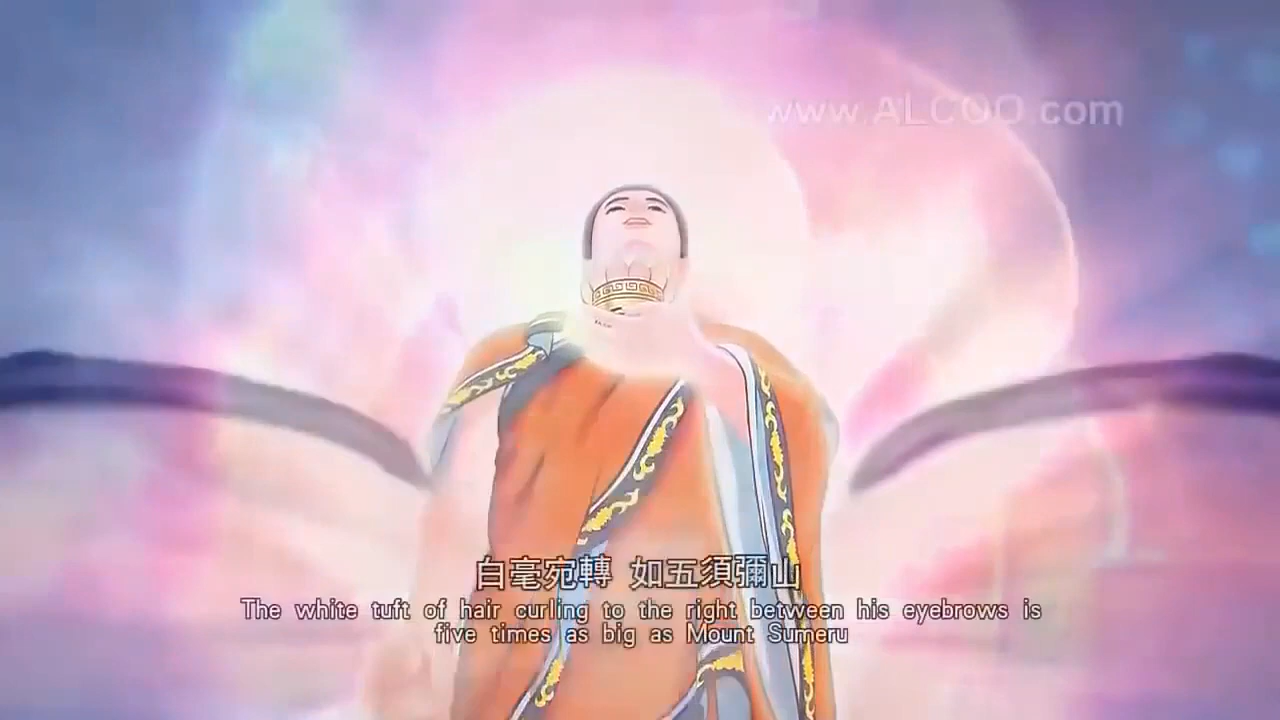 www.ALCOO.com
白毫宛轉 如五須彌山
The white tuft of hair curling to the right between his eyebrows is
five times as big as Mount Sumeru